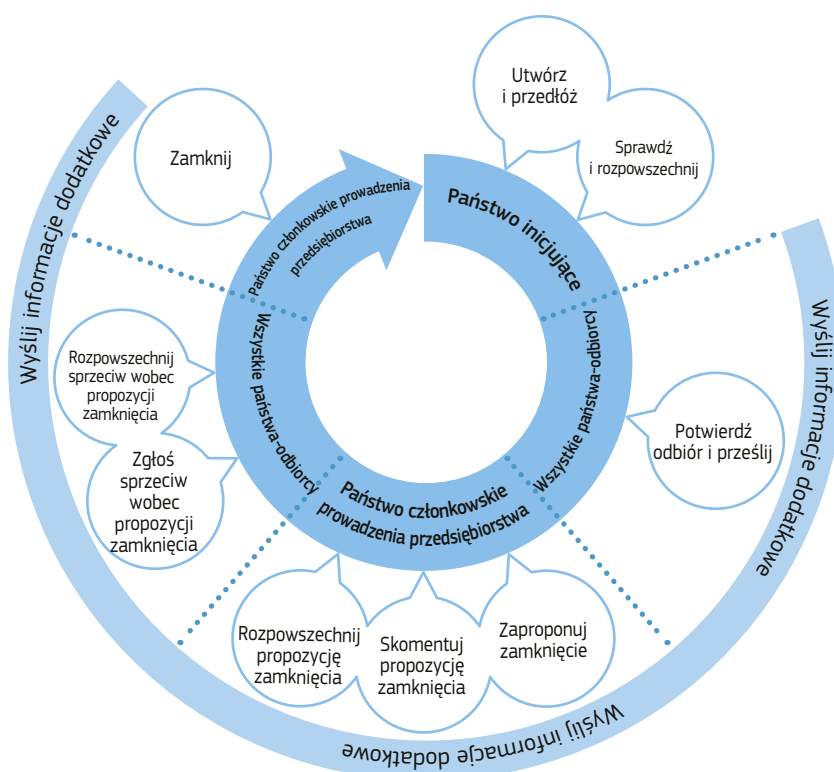 Utwórz
i przedłóż
Sprawdź
i rozpowszechnij
Państwo inicjujące
Wszystkie państwa-odbiorcy
Potwierdź
odbiór i prześlij
Wyślij informacje dodatkowe
Państwo członkowskie
prowadzenia przedsiębiorstwa
Zaproponuj
zamknięcie
Skomentuj
propozycję
zamknięcia
Rozpowszechnij
propozycję
zamknięcia
Wyślij informacje dodatkowe
Wszystkie państwa-odbiorcy
Zgłoś
sprzeciw
wobec
propozycji
zamknięcia
Rozpowszechnij
sprzeciw wobec
propozycji
zamknięcia
Państwo członkowskie prowadzenia
przedsiębiorstwa
Zamknij
Wyślij informacje dodatkowe